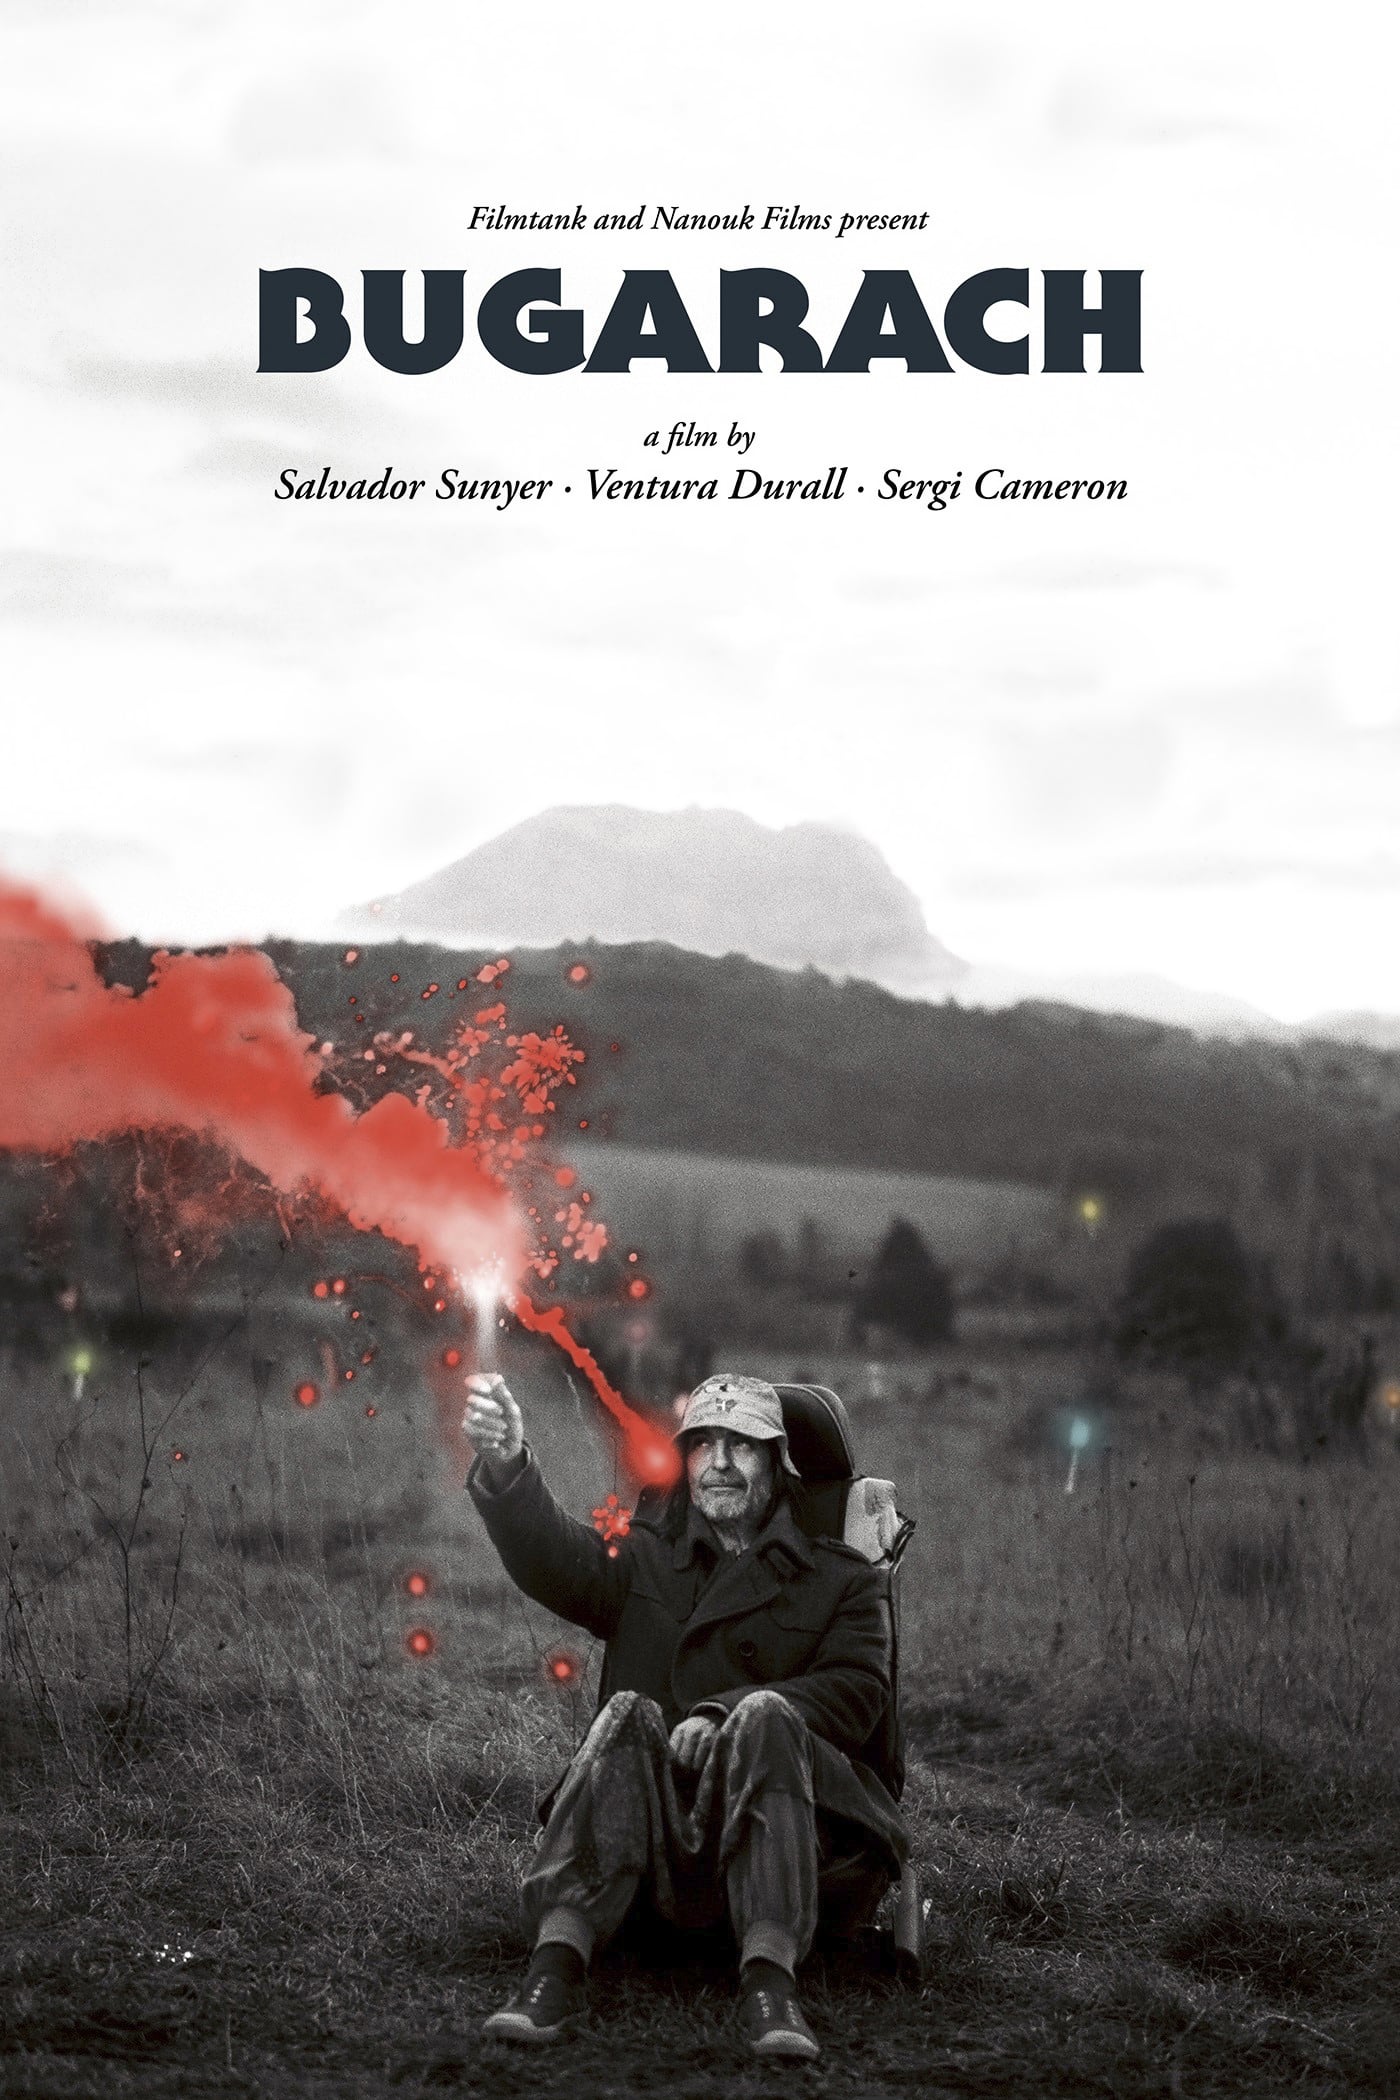 Filmtank and Nanouk Films present
BUGARACH
a film by
Salvador Sunyer · Ventura Durall · Sergi Cameron